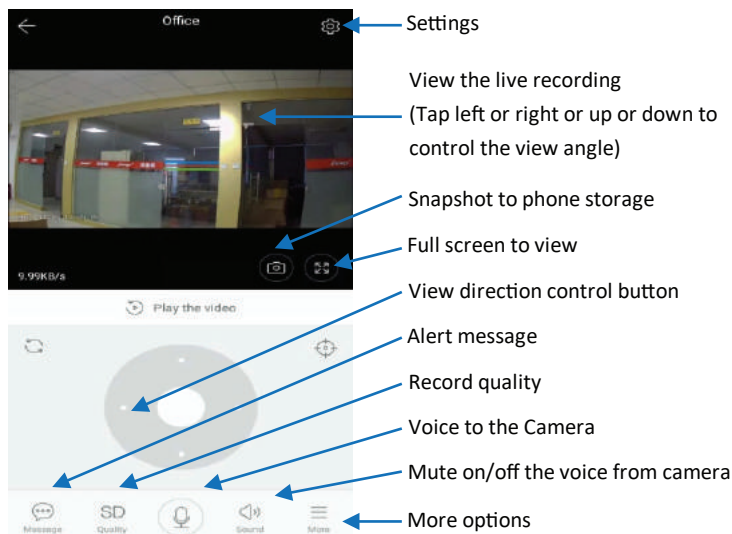 Office
Settings
View the live recording
(Tap left or right or up or down to
control the view angle)
Snapshot to phone storage
Full screen to view
9.99KB/s
View direction control button
Play the video
Alert message
Record quality
Voice to the Camera
Mute on/off the voice from camera
SD
Message
Quality
Sound
More
More options